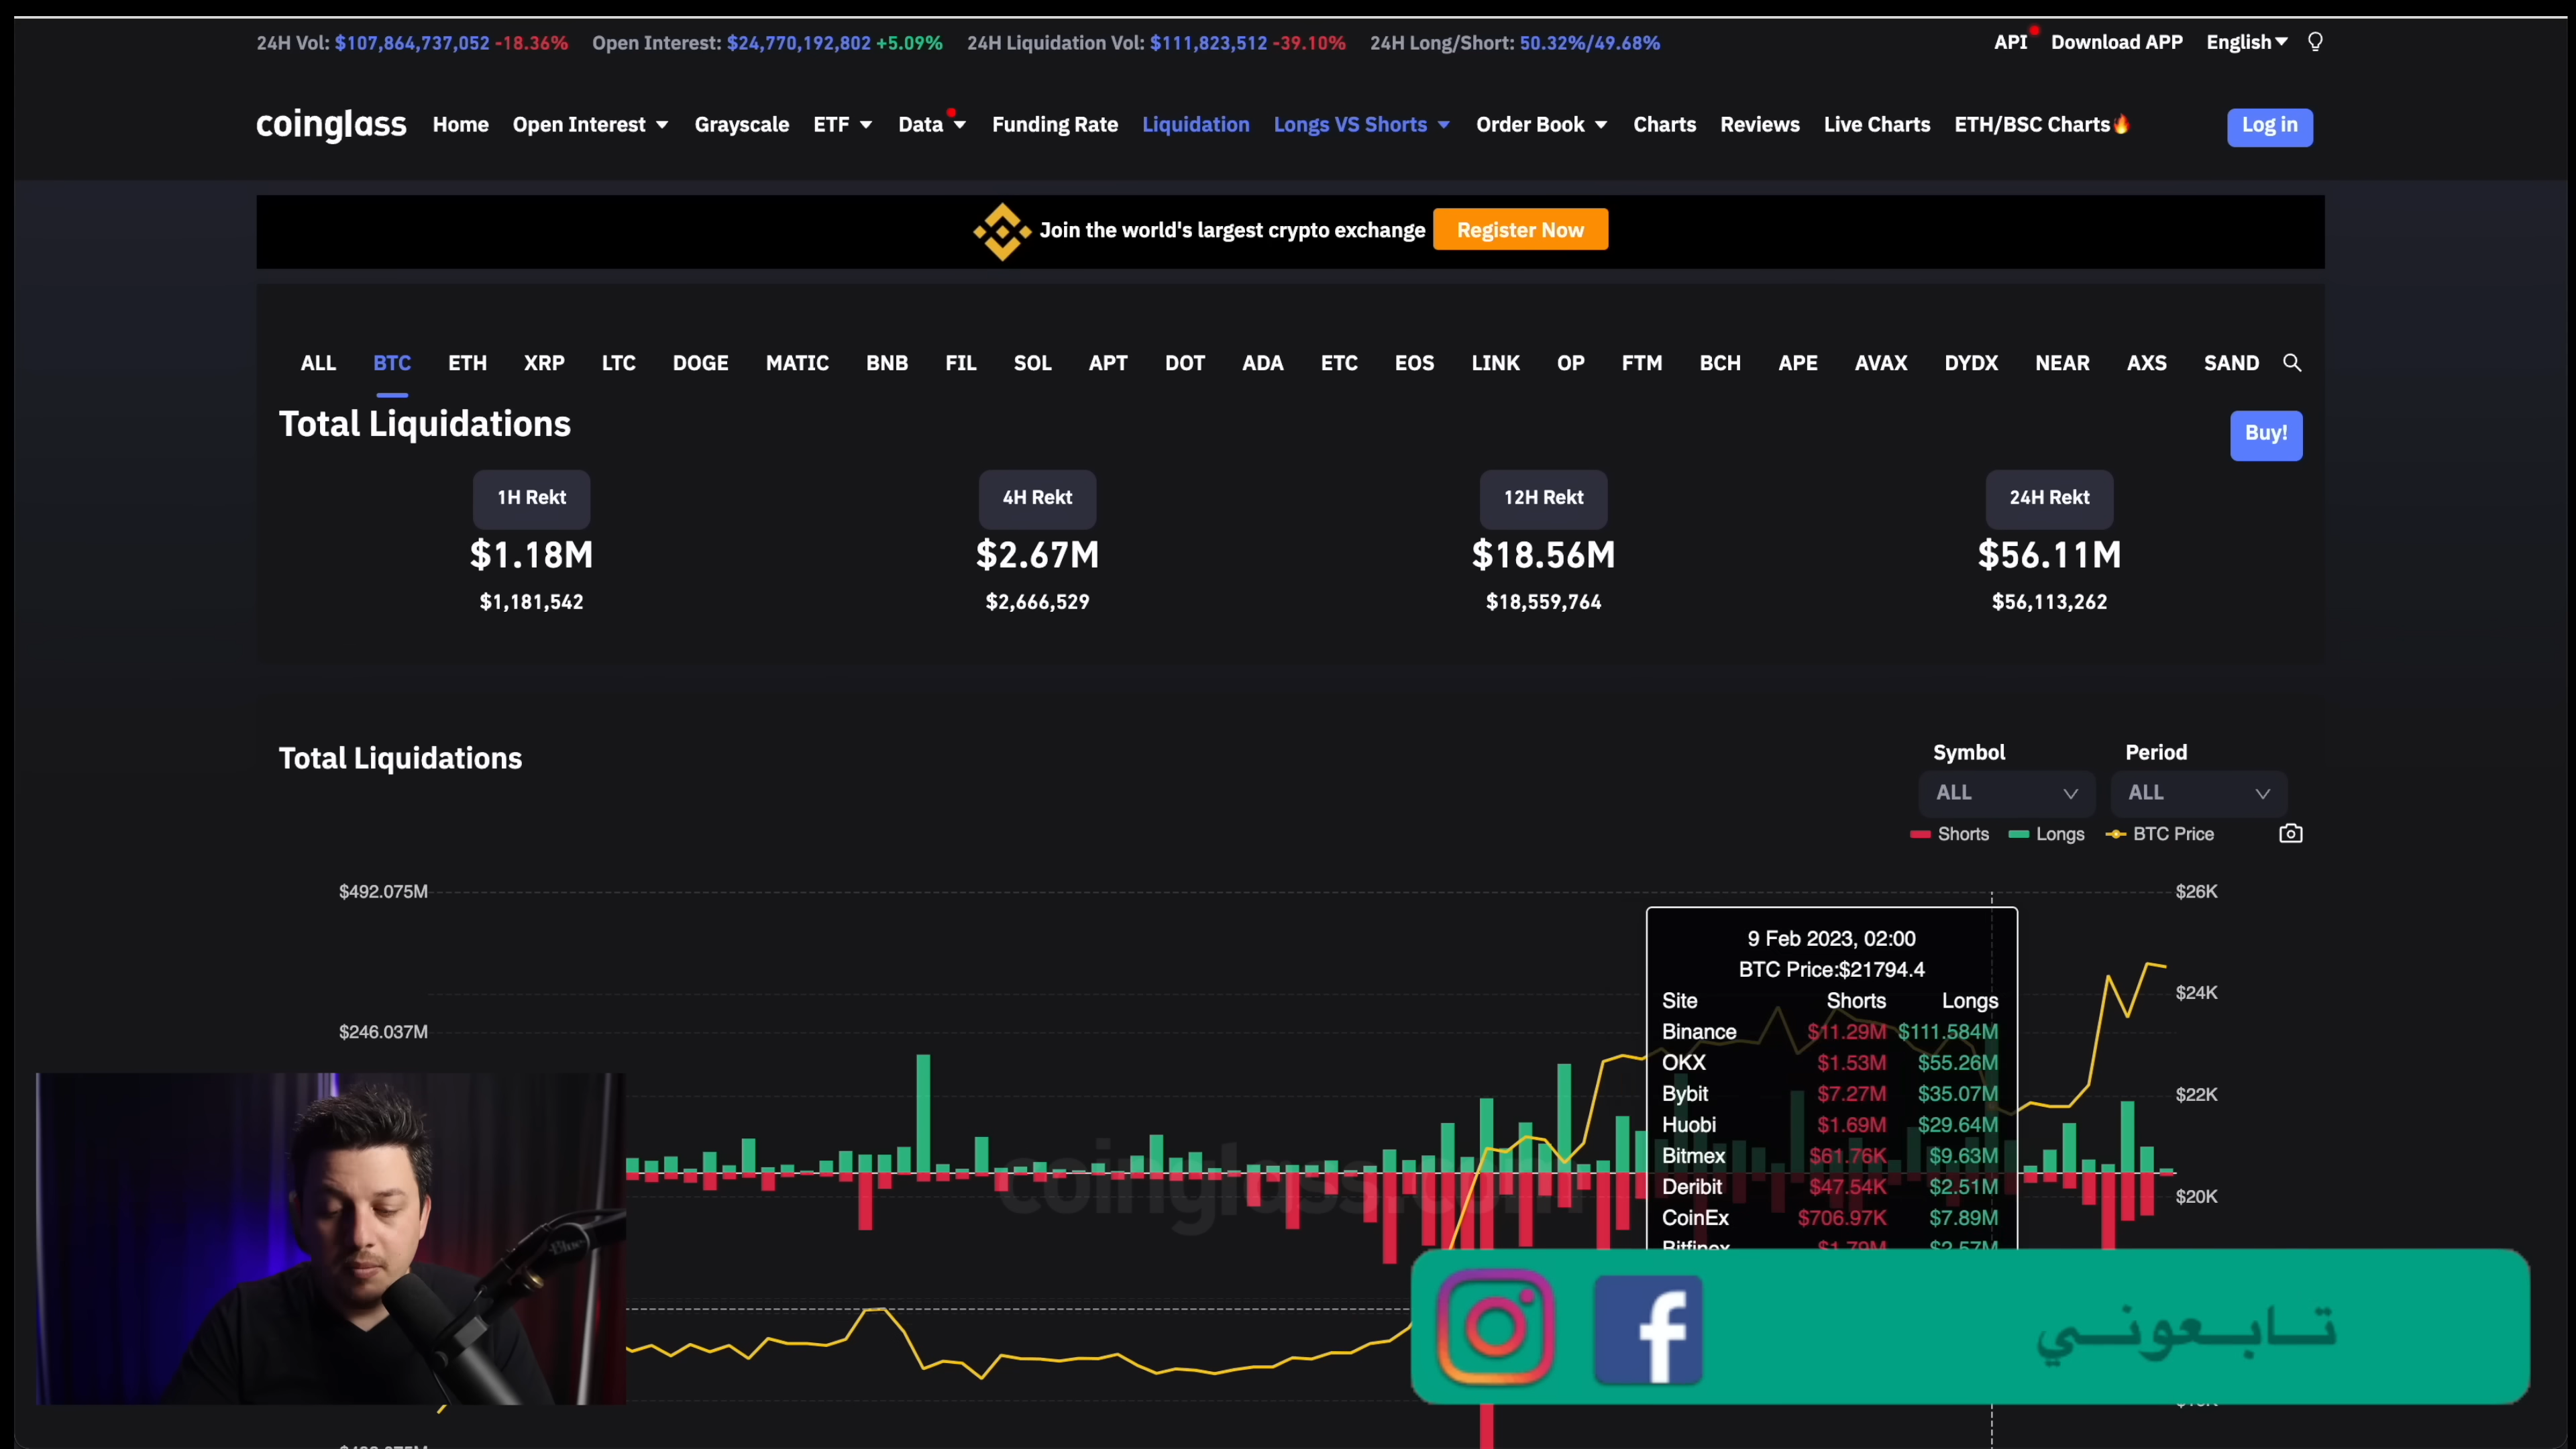 24H Vol: $107,864,737,052 -18.36% Open Interest: $24,770,192,802 +5.09% 24H Liquidation Vol: $111,823,512 -39.10% 24H Long/Short: 50.32%/49.68% API Download APP English
coinglass Home Open Interest Grayscale ETF Data Funding Rate Liquidation Longs VS Shorts Order Book Charts Reviews Live Charts ETH/BSC Charts🔥 Log in
Join the world's largest crypto exchange Register Now
ALL BTC ETH XRP LTC DOGE MATIC BNB FIL SOL APT DOT ADA ETC EOS LINK OP FTM BCH APE AVAX DYDX NEAR AXS SAND
Total Liquidations
Buy!
1H Rekt 4H Rekt 12H Rekt 24H Rekt
$1.18M $2.67M $18.56M $56.11M
$1,181,542 $2,666,529 $18,559,764 $56,113,262
Total Liquidations
Symbol Period
ALL ALL
Shorts Longs BTC Price
$492.075M $26K
9 Feb 2023, 02:00
BTC Price:$21794.4
$24K
Site Shorts Longs
$246.037M
Binance $11.29M $111.584M
OKX $1.53M $55.26M
Bybit $7.27M $35.07M
$22K
Huobi $1.69M $29.64M
Bitmex $61.76K $9.63M
Deribit $47.54K $2.51M
$20K
coinglass.com
CoinEx $706.97K $7.89M
Bitfinex $1.79M $2.57M
Blue
تـابـعونـي